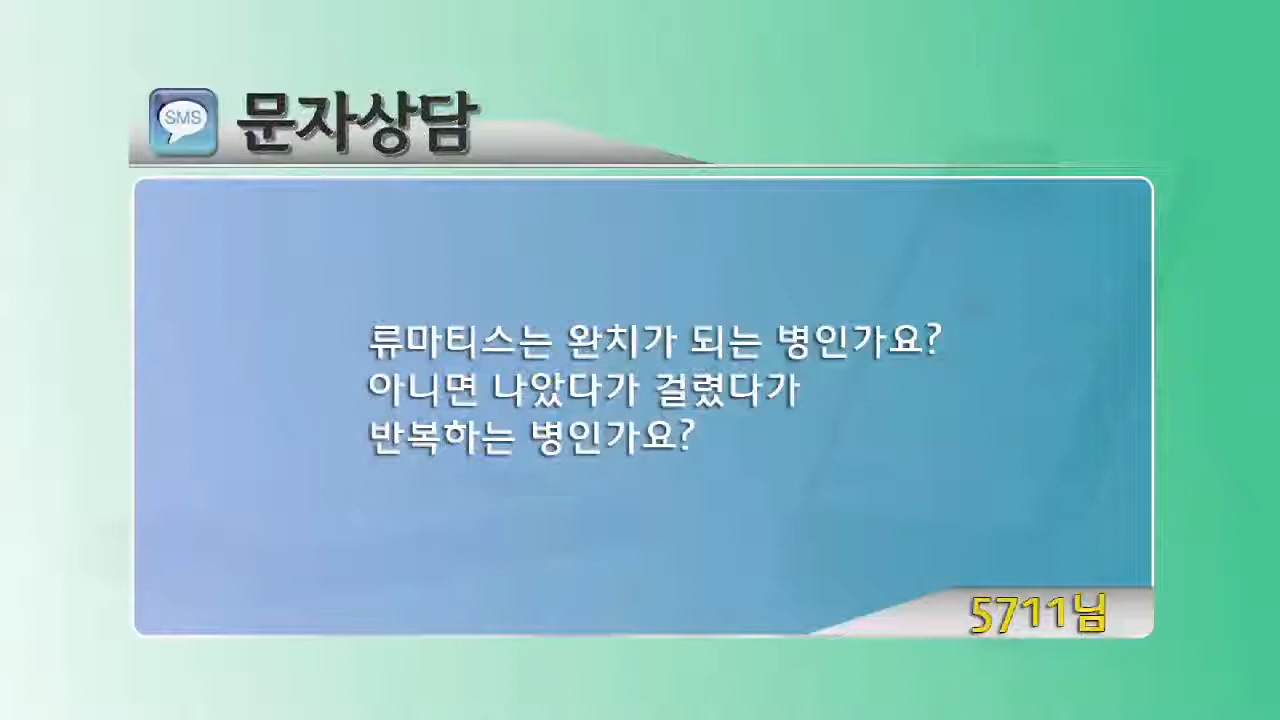 SMS
문자상담
류마티스는 완치가 되는 병인가요?
아니면 나았다가 걸렸다가
반복하는 병인가요?
5711님